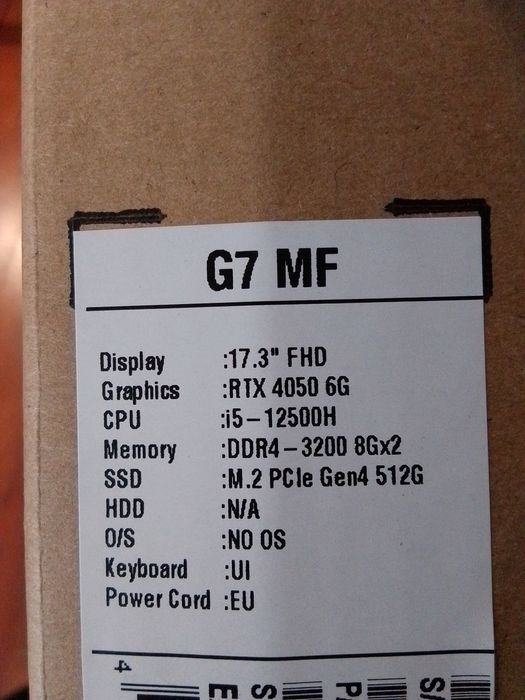 G7 MF
Display :17.3" FHD
Graphics :RTX 4050 6G
CPU :i5-12500H
Memory :DDR4-3200 8Gx2
SSD :M.2 PCIe Gen4 512G
HDD :N/A
O/S :NO OS
Keyboard :UI
Power Cord :EU